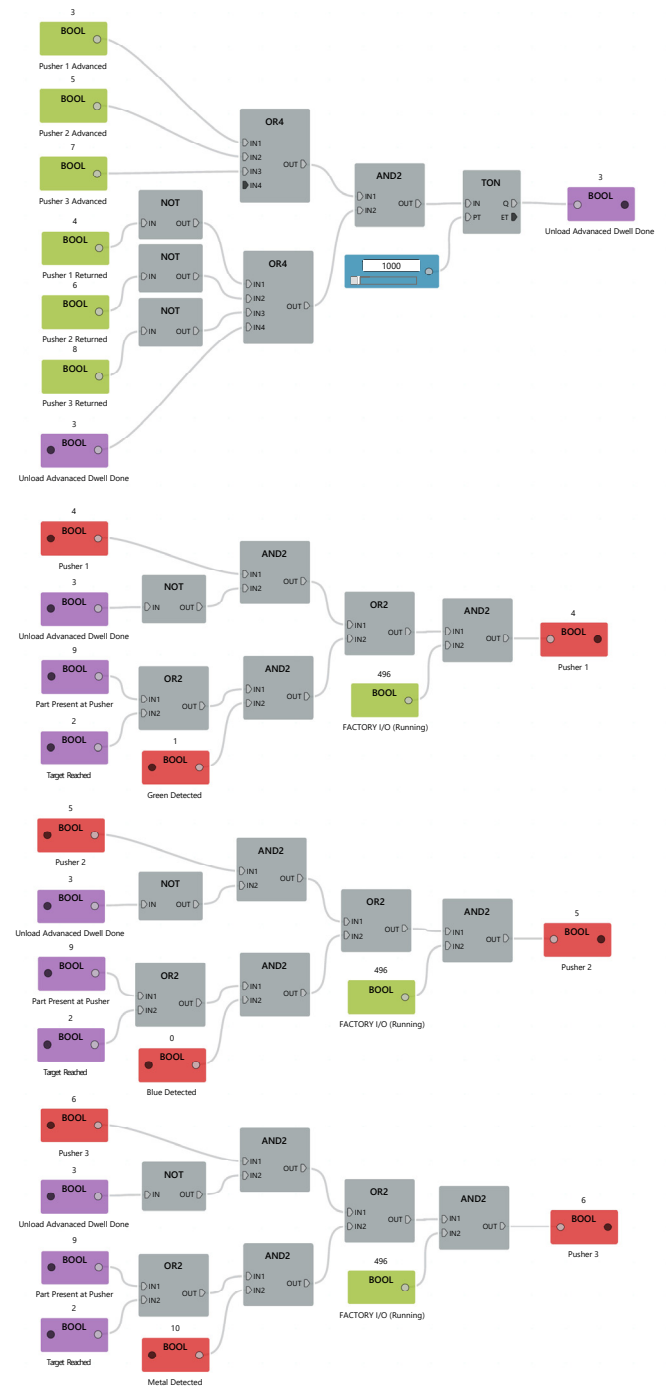 3
BOOL
Pusher 1 Advanced
5
BOOL
Pusher 2 Advanced
7
BOOL
Pusher 3 Advanced
OR4
IN1
IN2
IN3
IN4
OUT
4
BOOL
Pusher 1 Returned
6
BOOL
Pusher 2 Returned
8
BOOL
Pusher 3 Returned
NOT
IN OUT
NOT
IN OUT
NOT
IN OUT
3
BOOL
Unload Advanaced Dwell Done
OR4
IN1
IN2
IN3
IN4
OUT
AND2
IN1
IN2
OUT
1000
TON
IN Q
PT ET
3
BOOL
Unload Advanaced Dwell Done
4
BOOL
Pusher 1
3
BOOL
Unload Advanaced Dwell Done
NOT
IN OUT
AND2
IN1
IN2
OUT
9
BOOL
Part Present at Pusher
2
BOOL
Target Reached
OR2
IN1
IN2
OUT
1
BOOL
Green Detected
AND2
IN1
IN2
OUT
OR2
IN1
IN2
OUT
496
BOOL
FACTORY I/O (Running)
AND2
IN1
IN2
OUT
4
BOOL
Pusher 1
5
BOOL
Pusher 2
3
BOOL
Unload Advanaced Dwell Done
NOT
IN OUT
AND2
IN1
IN2
OUT
9
BOOL
Part Present at Pusher
2
BOOL
Target Reached
OR2
IN1
IN2
OUT
0
BOOL
Blue Detected
AND2
IN1
IN2
OUT
OR2
IN1
IN2
OUT
496
BOOL
FACTORY I/O (Running)
AND2
IN1
IN2
OUT
5
BOOL
Pusher 2
6
BOOL
Pusher 3
3
BOOL
Unload Advanaced Dwell Done
NOT
IN OUT
AND2
IN1
IN2
OUT
9
BOOL
Part Present at Pusher
2
BOOL
Target Reached
OR2
IN1
IN2
OUT
10
BOOL
Metal Detected
AND2
IN1
IN2
OUT
OR2
IN1
IN2
OUT
496
BOOL
FACTORY I/O (Running)
AND2
IN1
IN2
OUT
6
BOOL
Pusher 3